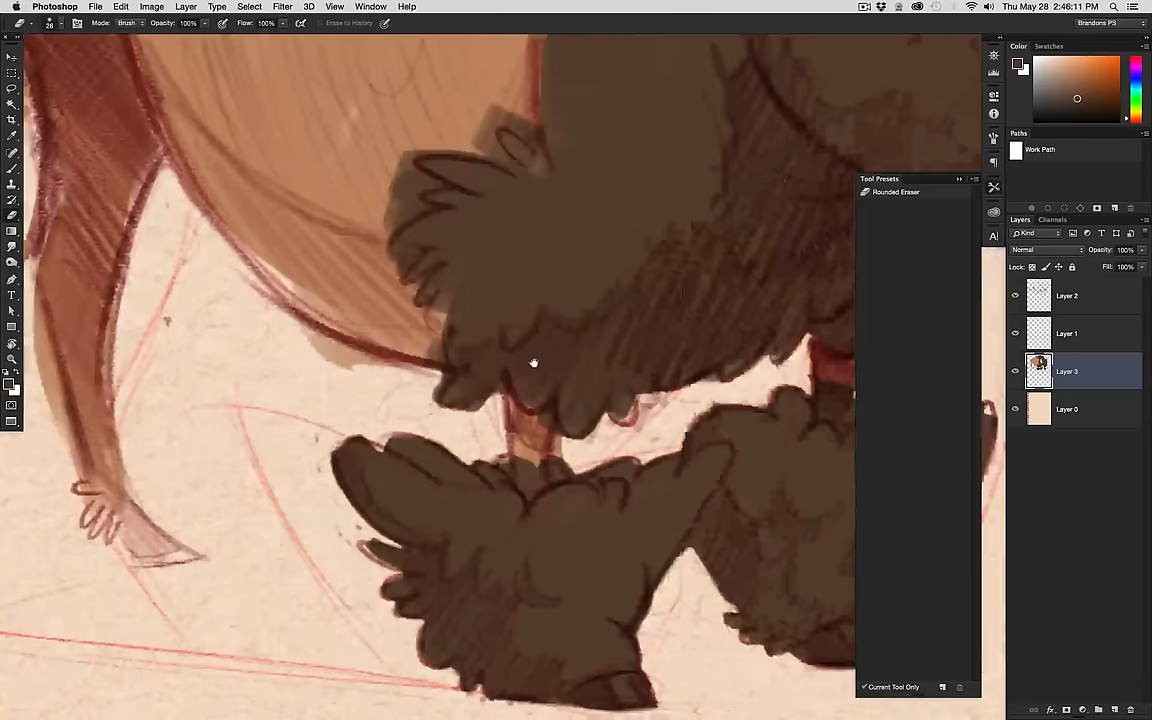 Photoshop File Edit Image Layer Type Select Filter 3D View Window Help Thu May 28 2:46:11 PM
26 Mode: Brush Opacity: 100% Flow: 100% Erase to History Brandons PS
Color Swatches
Paths
Work Path
Tool Presets
Rounded Eraser
Layers Channels
Kind
Normal Opacity: 100%
Lock: Fill: 100%
Layer 2
Layer 1
Layer 3
Layer 0
Current Tool Only